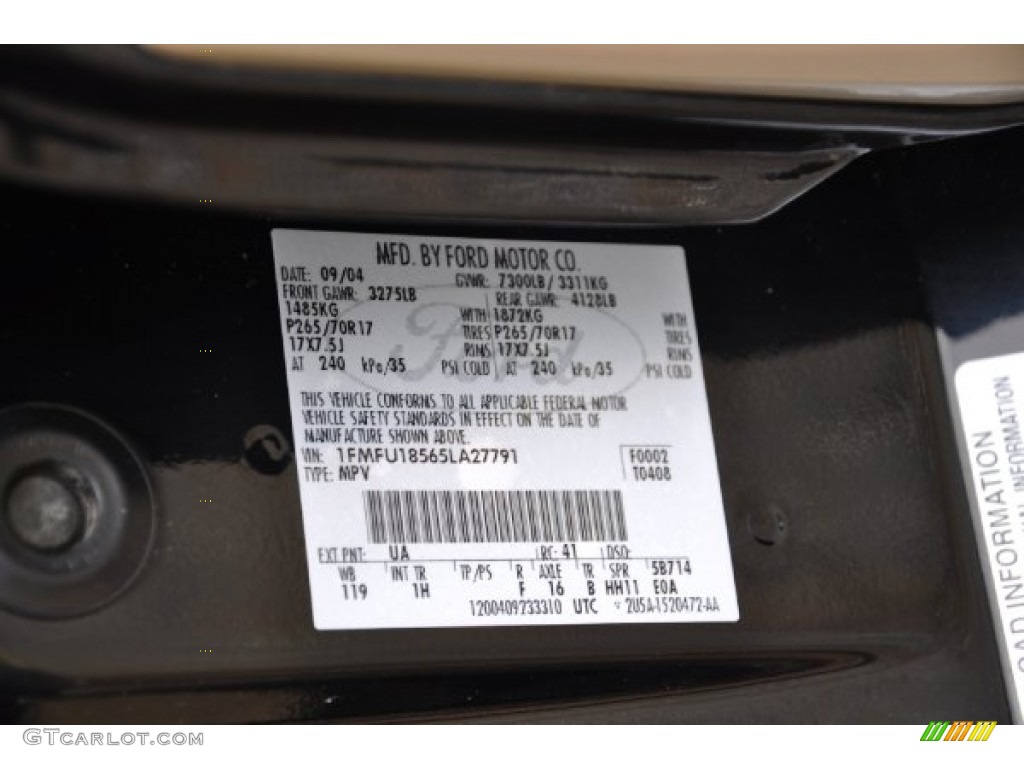 MFD. BY FORD MOTOR CO.
DATE: 09/04 GVWR: 7300LB / 3311KG
FRONT GAWR: 3275LB REAR GAWR: 4128LB
1485KG WITH 1872KG WITH
P265/70R17 TIRES P265/70R17 TIRES
17X7.5J RIMS 17X7.5J RIMS
AT 240 kPa/35 PSI COLD AT 240 kPa/35 PSI COLD
Ford
THIS VEHICLE CONFORMS TO ALL APPLICABLE FEDERAL MOTOR
VEHICLE SAFETY STANDARDS IN EFFECT ON THE DATE OF
MANUFACTURE SHOWN ABOVE.
VIN: 1FMFU18565LA27791 F0002
TYPE: MPV T0408
EXT PNT: UA RC: 41 DSO:
WB INT TR TP/PS R AXLE TR SPR 5B714
119 1H F 16 B HH11 E0A
1200409233310 UTC 2U5A-1520472-AA
OAD INFORMATION
INFORMATION
GTCarlot.com